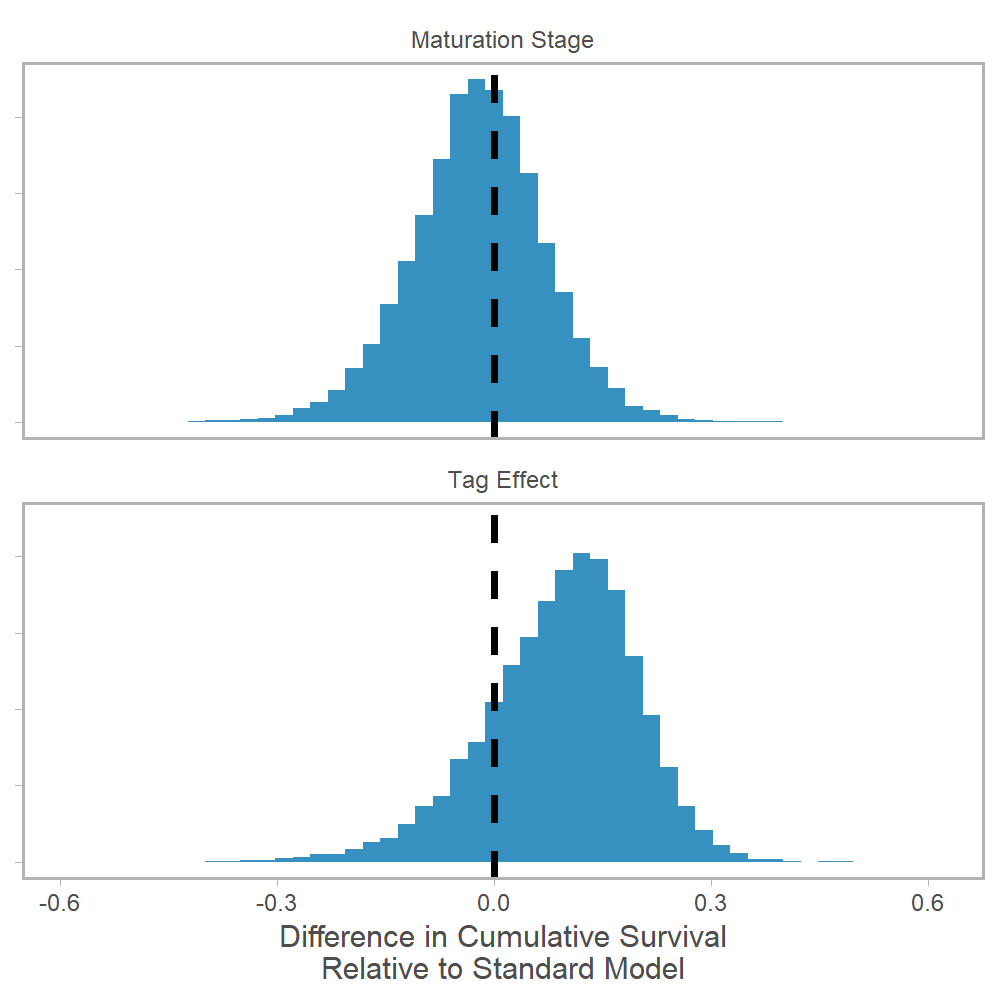 Maturation Stage
Tag Effect
-0.6 -0.3 0.0 0.3 0.6
Difference in Cumulative Survival
Relative to Standard Model